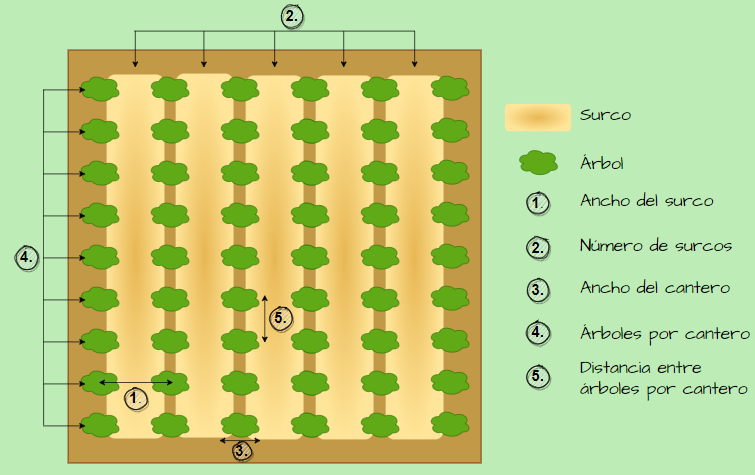 2.
4.
5.
1.
3.
Surco
Árbol
1. Ancho del surco
2. Número de surcos
3. Ancho del cantero
4. Árboles por cantero
5. Distancia entre
árboles por cantero